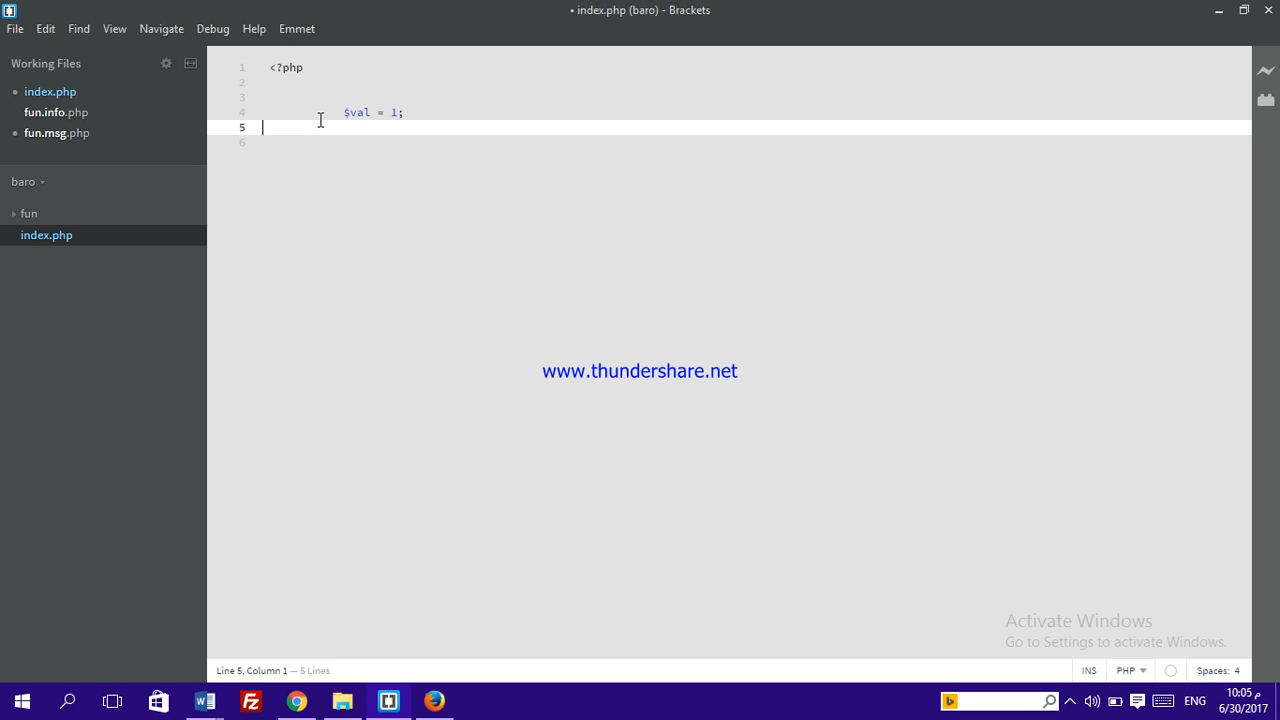 • index.php (baro) - Brackets
File Edit Find View Navigate Debug Help Emmet
Working Files
index.php
fun.info.php
fun.msg.php
baro
fun
index.php
1 <?php
2
3
4 $val = 1;
5
6
www.thundershare.net
Activate Windows
Go to Settings to activate Windows.
Line 5, Column 1 — 5 Lines
INS PHP Spaces: 4
ENG
10:05 م
6/30/2017